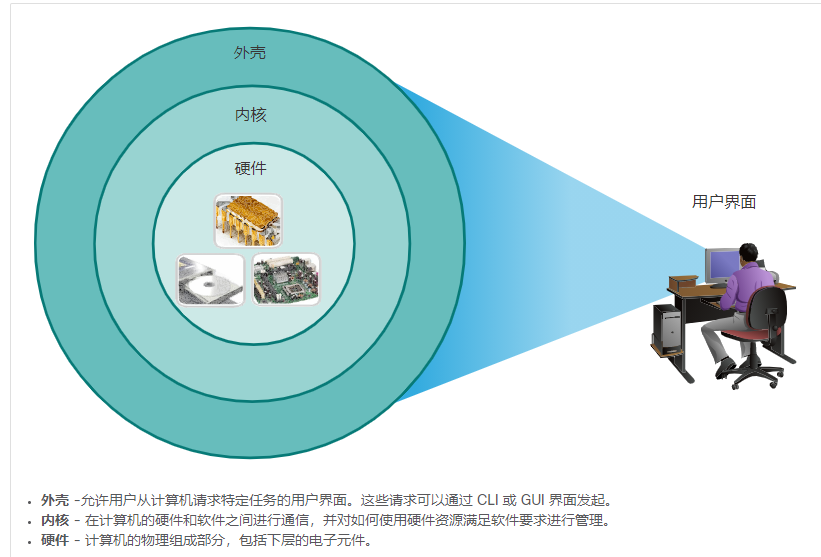 外壳
内核
硬件
用户界面
外壳 -允许用户从计算机请求特定任务的用户界面。这些请求可以通过 CLI 或 GUI 界面发起。
内核 - 在计算机的硬件和软件之间进行通信，并对如何使用硬件资源满足软件要求进行管理。
硬件 - 计算机的物理组成部分，包括下层的电子元件。